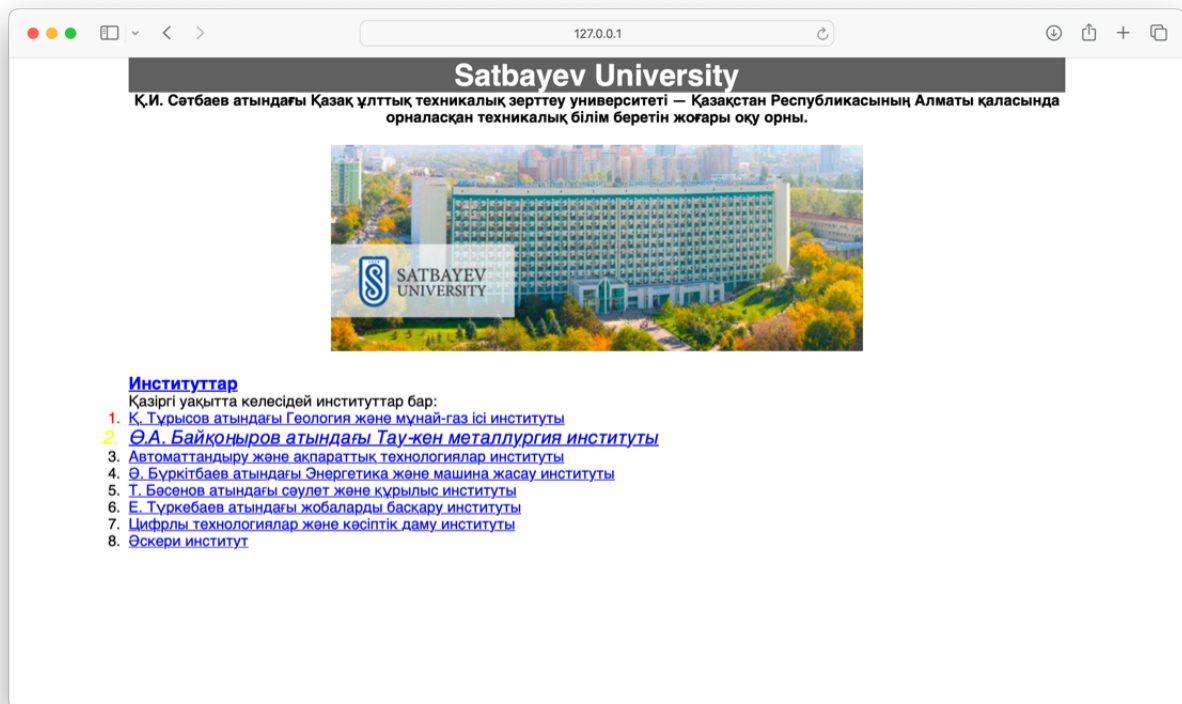 127.0.0.1
Satbayev University
Қ.И. Сәтбаев атындағы Қазақ ұлттық техникалық зерттеу университеті — Қазақстан Республикасының Алматы қаласында
орналасқан техникалық білім беретін жоғары оқу орны.
SATBAYEV
UNIVERSITY
Институттар
Қазіргі уақытта келесідей институттар бар:
1. Қ. Тұрысов атындағы Геология және мұнай-газ ісі институты
2. Ө.А. Байқоңыров атындағы Тау-кен металлургия институты
3. Автоматтандыру және ақпараттық технологиялар институты
4. Ә. Бүркітбаев атындағы Энергетика және машина жасау институты
5. Т. Бәсенов атындағы сәулет және құрылыс институты
6. Е. Түркебаев атындағы жобаларды басқару институты
7. Цифрлы технологиялар және кәсіптік даму институты
8. Әскери институт